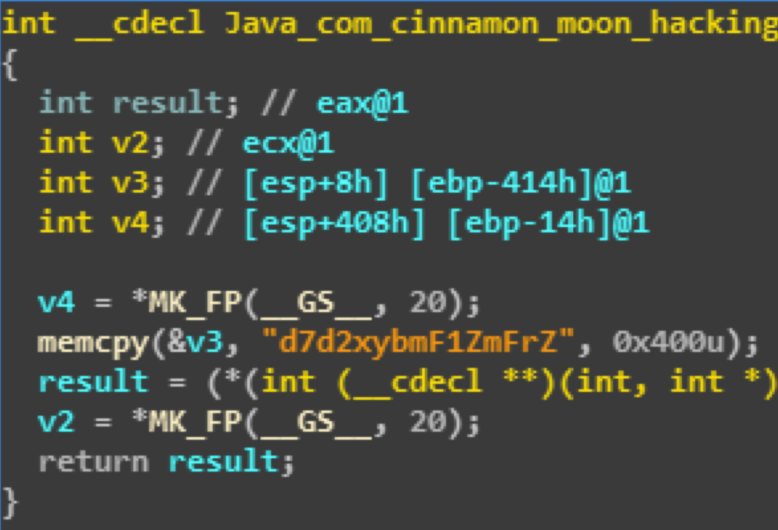 int __cdecl Java_com_cinnamon_moon_hacking
{
int result; // eax@1
int v2; // ecx@1
int v3; // [esp+8h] [ebp-414h]@1
int v4; // [esp+408h] [ebp-14h]@1
v4 = *MK_FP(__GS__, 20);
memcpy(&v3, "d7d2xybmF1ZmFrZ", 0x400u);
result = (*(int (__cdecl **)(int, int *)
v2 = *MK_FP(__GS__, 20);
return result;
}